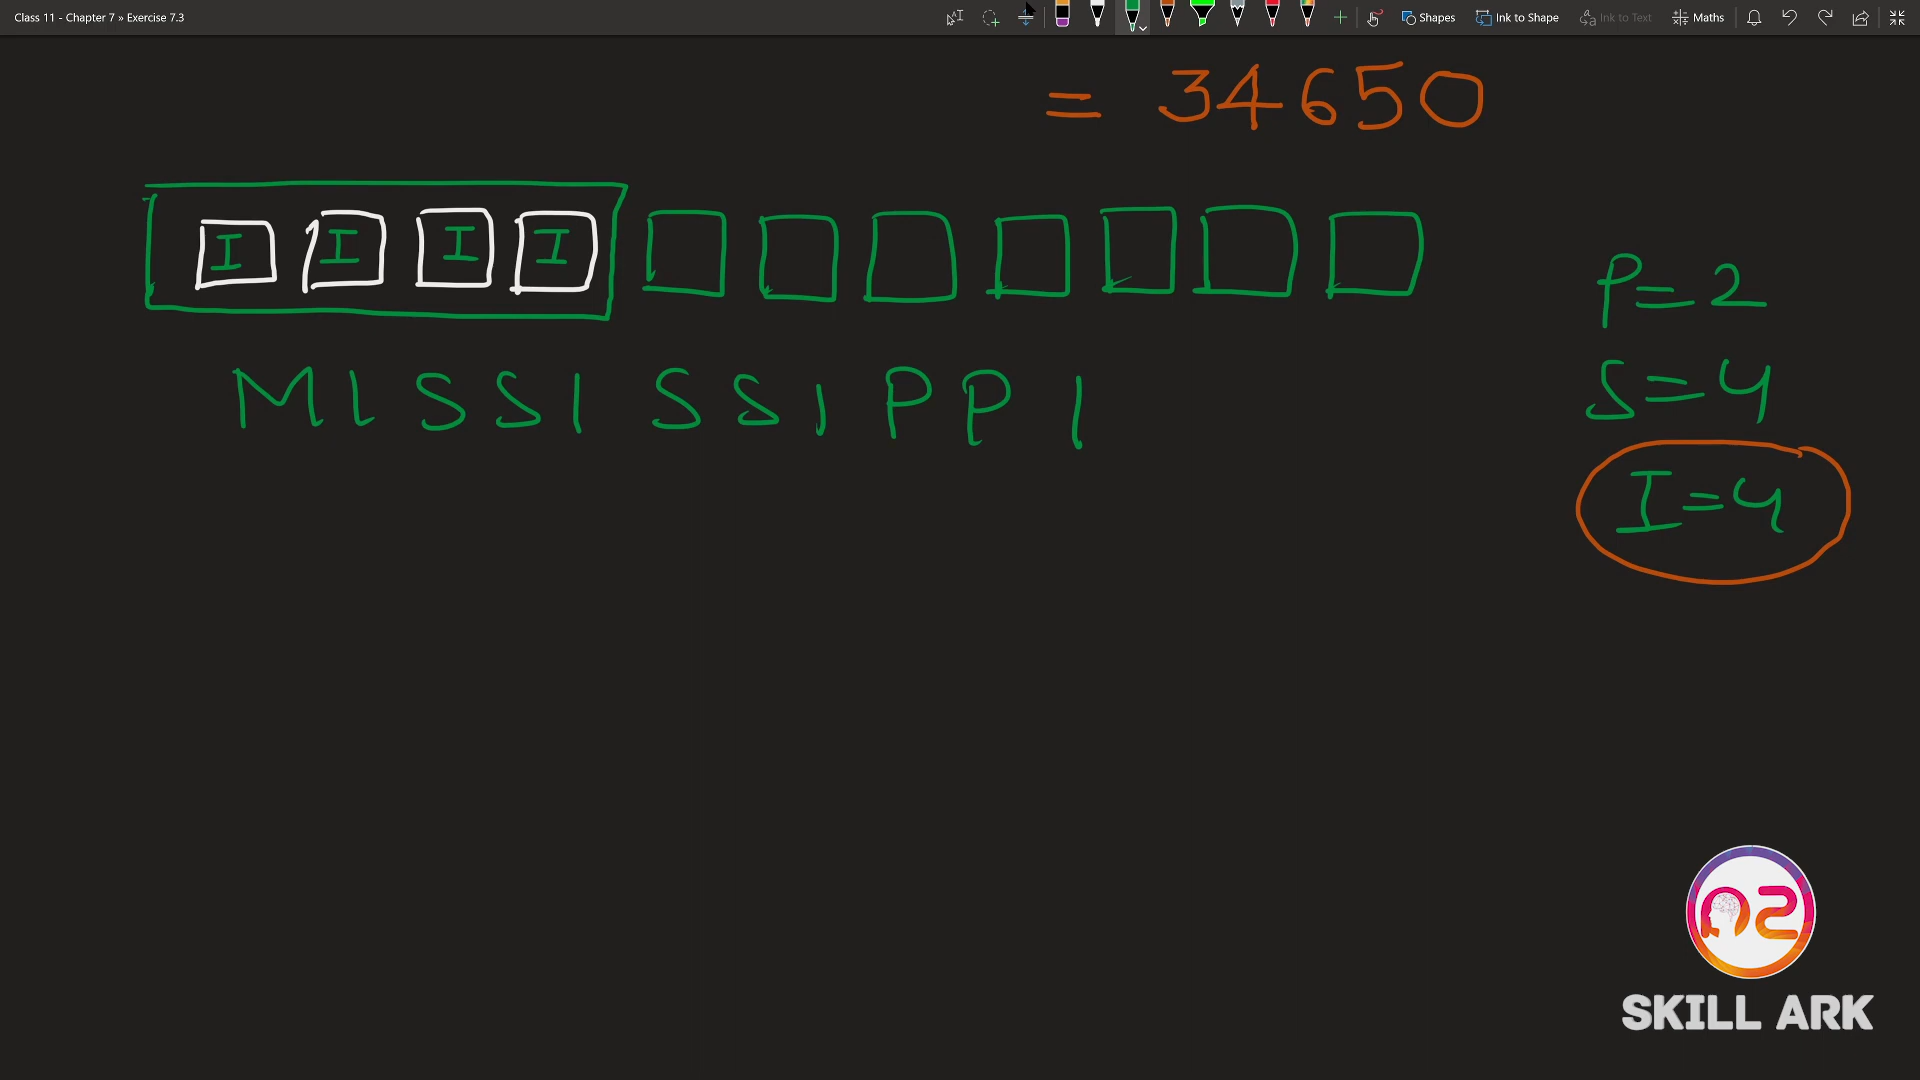 Class 11 - Chapter 7 » Exercise 7.3
Shapes
Ink to Shape
Ink to Text
Maths
= 34650
I I I I
P=2
MISSISSIPPI
S=4
I=4
SKILL ARK